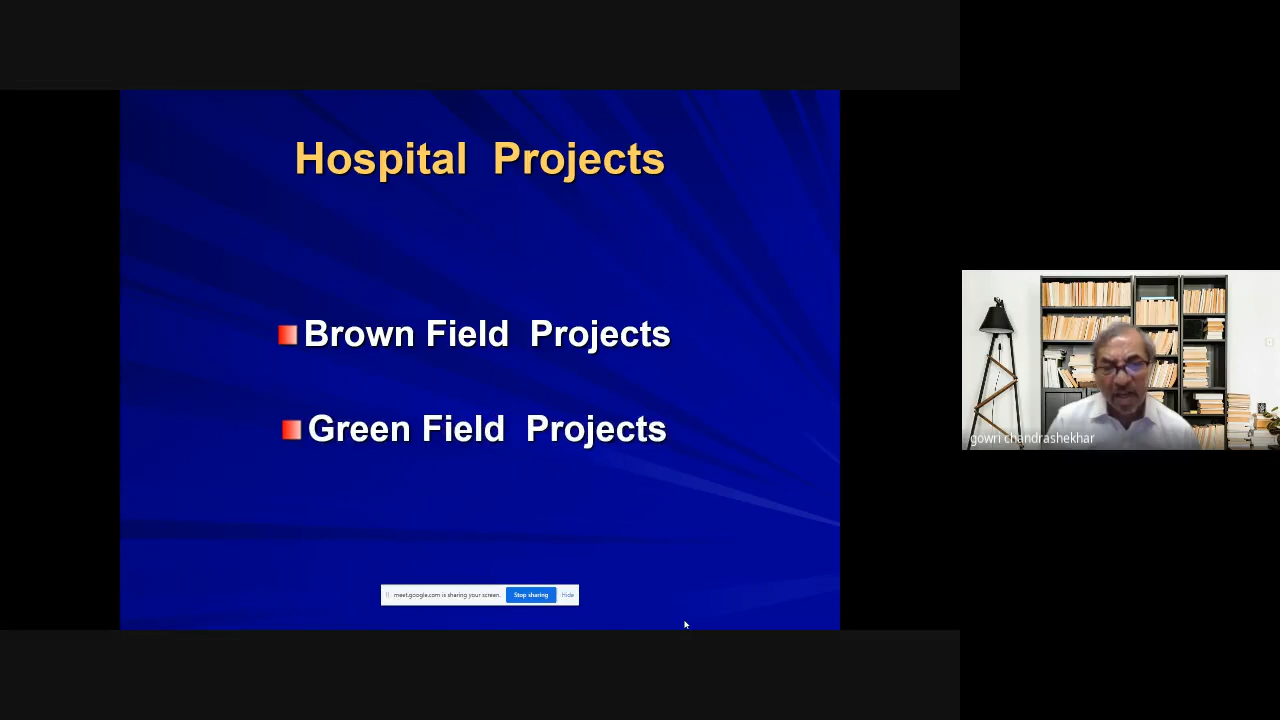 Hospital Projects
Brown Field Projects
Green Field Projects
meet.google.com is sharing your screen. Stop sharing Hide
gowri chandrashekhar